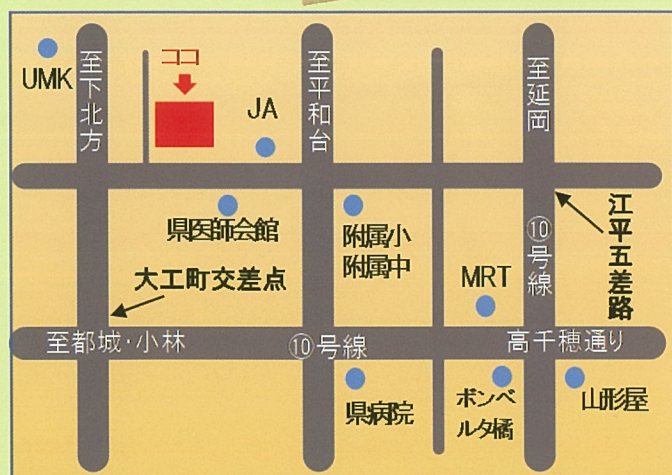 UMK
至下北方
ココ
JA
至平和台
至延岡
県医師会館
附属小
附属中
⑩号線
江平五差路
大工町交差点
MRT
至都城・小林
⑩号線
高千穂通り
県病院
ボンベ
ルタ橘
山形屋